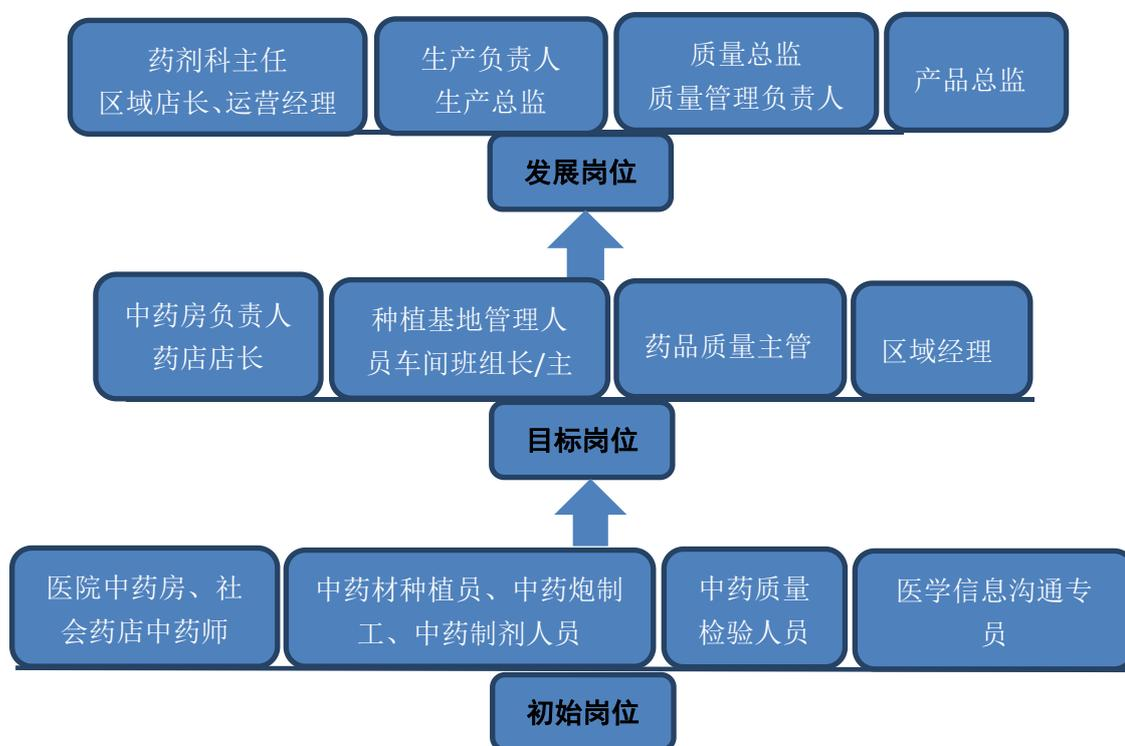 药剂科主任
区域店长、运营经理
生产负责人
生产总监
质量总监
质量管理负责人
产品总监
发展岗位
中药房负责人
药店店长
种植基地管理人
员车间班组长/主
药品质量主管
区域经理
目标岗位
医院中药房、社
会药店中药师
中药材种植员、中药炮制
工、中药制剂人员
中药质量
检验人员
医学信息沟通专
员
初始岗位